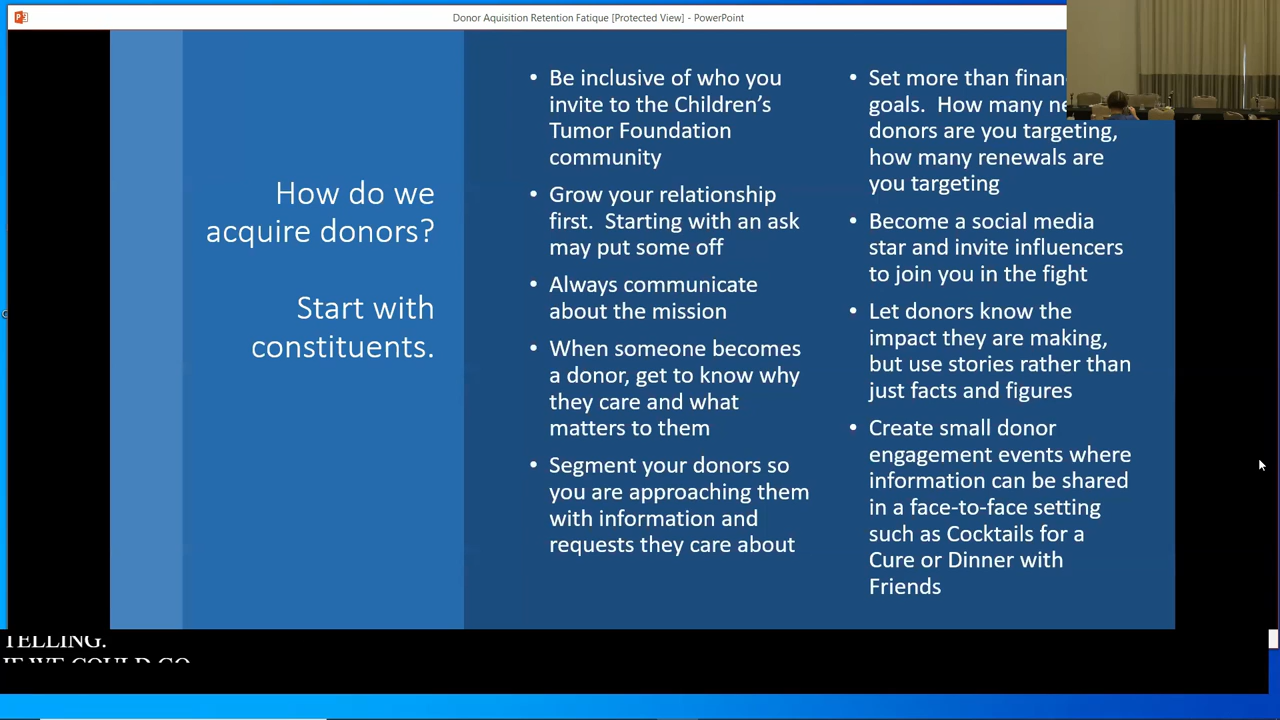 Donor Aquisition Retention Fatique [Protected View] - PowerPoint
How do we
acquire donors?
Start with
constituents.
• Be inclusive of who you
invite to the Children's
Tumor Foundation
community
• Grow your relationship
first. Starting with an ask
may put some off
• Always communicate
about the mission
• When someone becomes
a donor, get to know why
they care and what
matters to them
• Segment your donors so
you are approaching them
with information and
requests they care about
• Set more than
goals. How many
donors are you targeting,
how many renewals are
you targeting
• Become a social media
star and invite influencers
to join you in the fight
• Let donors know the
impact they are making,
but use stories rather than
just facts and figures
• Create small donor
engagement events where
information can be shared
in a face-to-face setting
such as Cocktails for a
Cure or Dinner with
Friends
TELLING.
IF WE COULD GO